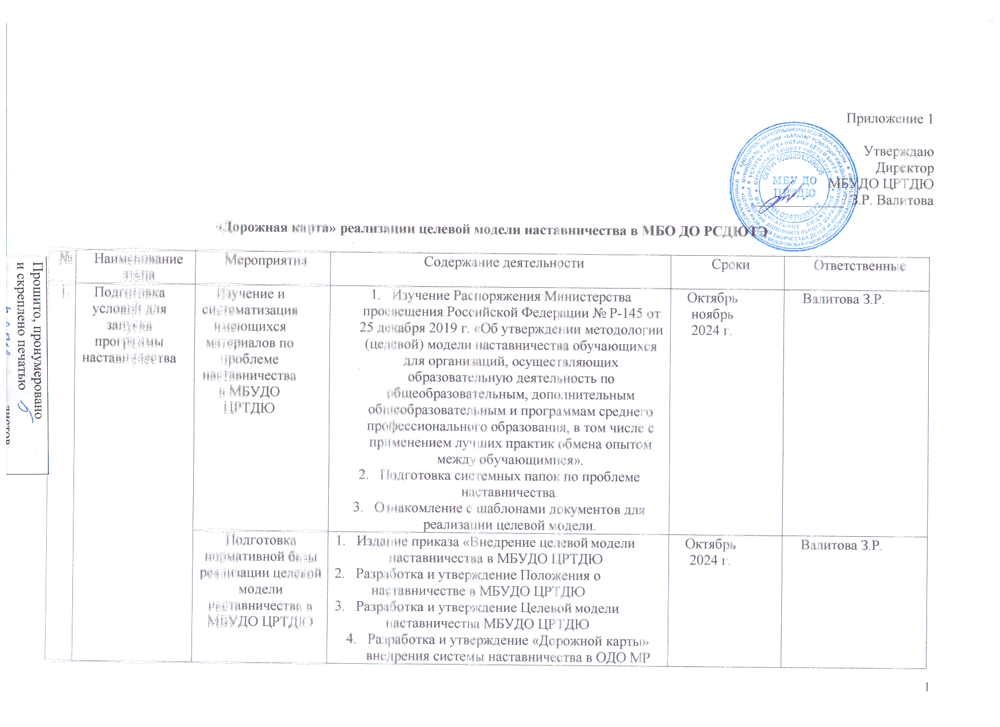 Приложение 1
Утверждаю
Директор
МБУДО ЦРТДЮ
З.Р. Валитова
МБУ ДО
ЦРТДЮ
ОГРН 1020201339608
ИНН 0247003572
«Дорожная карта» реализации целевой модели наставничества в МБО ДО РСДЮТЭ
№
Наименование
этапа
Мероприятия
Содержание деятельности
Сроки
Ответственные
1.
Подготовка
условий для
запуска
программы
наставничества
Изучение и
систематизация
имеющихся
материалов по
проблеме
наставничества
в МБУДО
ЦРТДЮ
1. Изучение Распоряжения Министерства
просвещения Российской Федерации № Р-145 от
25 декабря 2019 г. «Об утверждении методологии
(целевой) модели наставничества обучающихся
для организаций, осуществляющих
образовательную деятельность по
общеобразовательным, дополнительным
общеобразовательным и программам среднего
профессионального образования, в том числе с
применением лучших практик обмена опытом
между обучающимися».
2. Подготовка системных папок по проблеме
наставничества.
3. Ознакомление с шаблонами документов для
реализации целевой модели.
Октябрь
ноябрь
2024 г.
Валитова З.Р.
Подготовка
нормативной базы
реализации целевой
модели
наставничества в
МБУДО ЦРТДЮ
1. Издание приказа «Внедрение целевой модели
наставничества в МБУДО ЦРТДЮ
2. Разработка и утверждение Положения о
наставничестве в МБУДО ЦРТДЮ
3. Разработка и утверждение Целевой модели
наставничества МБУДО ЦРТДЮ
4. Разработка и утверждение «Дорожной карты»
внедрения системы наставничества в ОДО МР
Октябрь
2024 г.
Валитова З.Р.
1
Прошито, пронумеровано
и скреплено печатью
листов